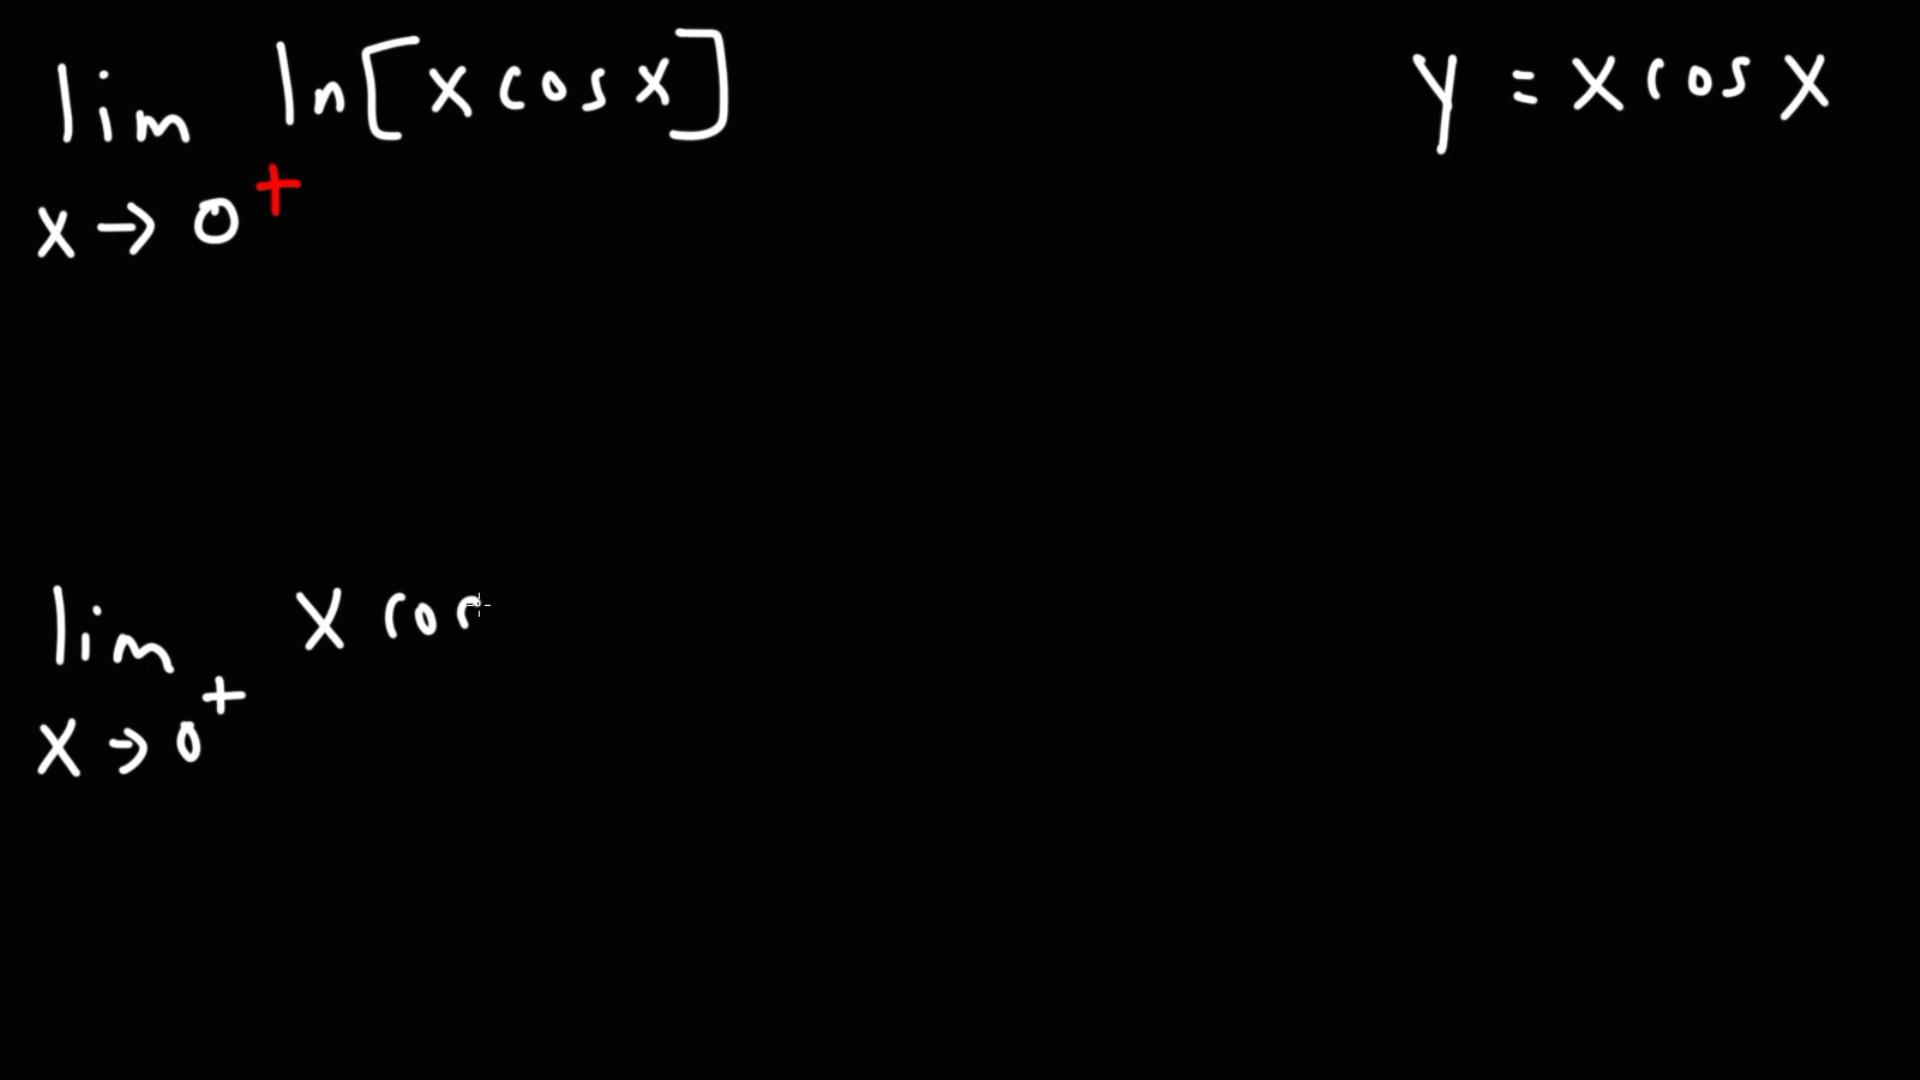 lim ln[x cos x]
x → 0⁺
y = x cos x
lim x co
x → 0⁺